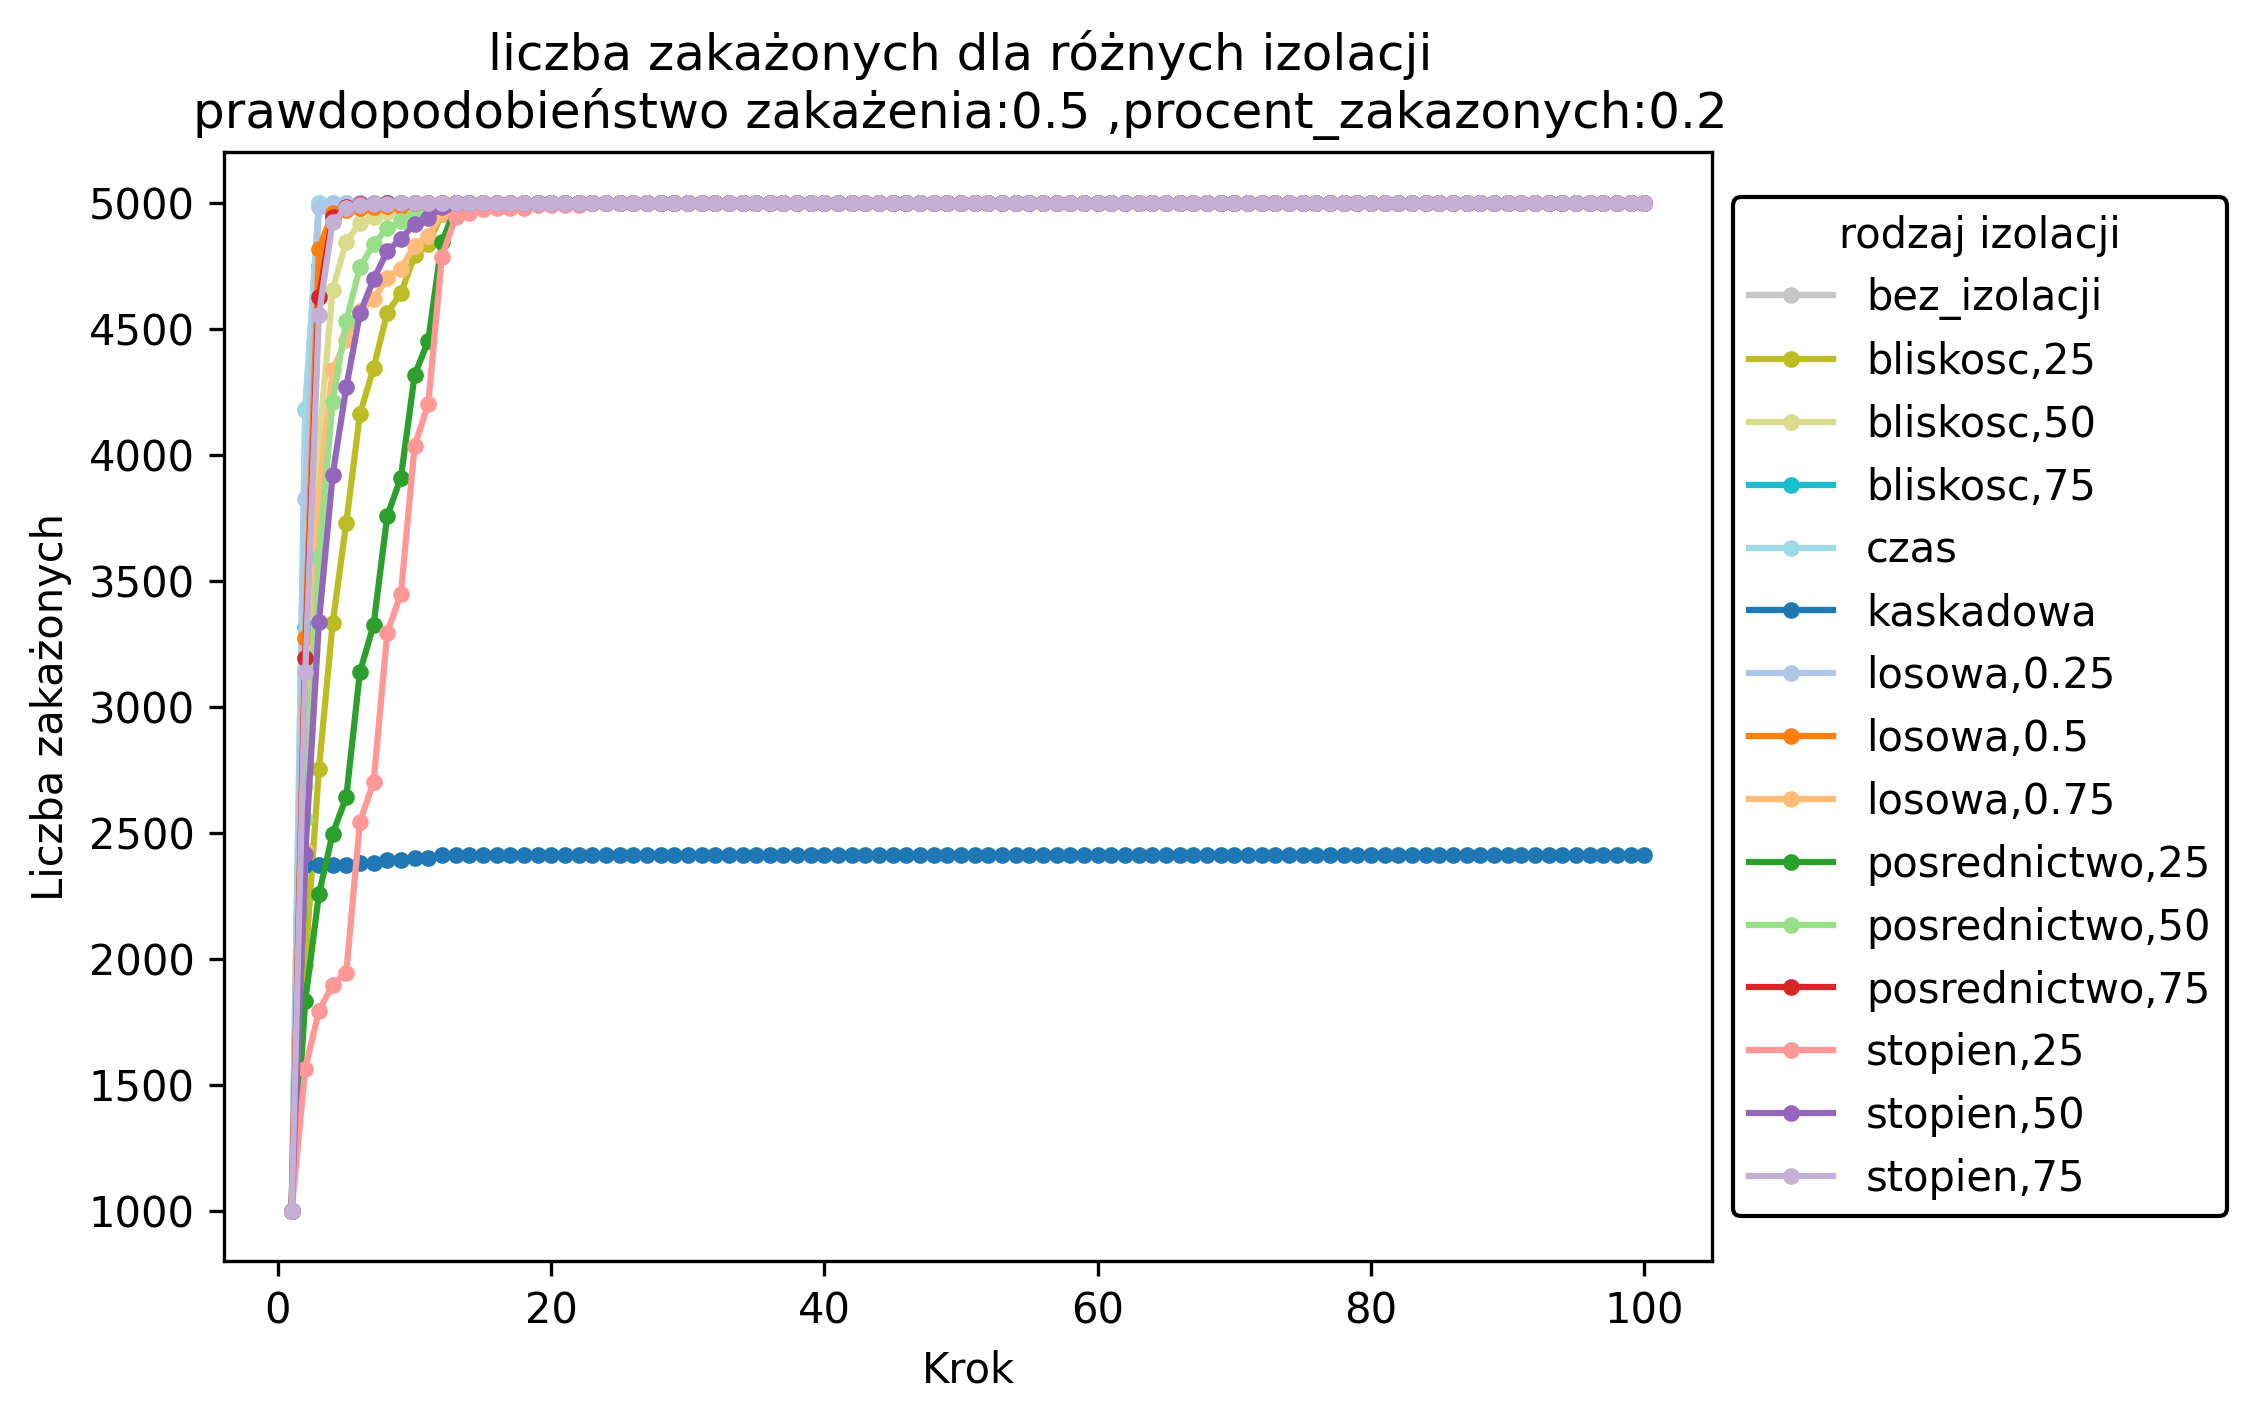 liczba zakażonych dla różnych izolacji
prawdopodobieństwo zakażenia:0.5 ,procent_zakazonych:0.2
Liczba zakażonych
5000
4500
4000
3500
3000
2500
2000
1500
1000
0
20
40
60
80
100
Krok
rodzaj izolacji
bez_izolacji
bliskosc,25
bliskosc,50
bliskosc,75
czas
kaskadowa
losowa,0.25
losowa,0.5
losowa,0.75
posrednictwo,25
posrednictwo,50
posrednictwo,75
stopien,25
stopien,50
stopien,75